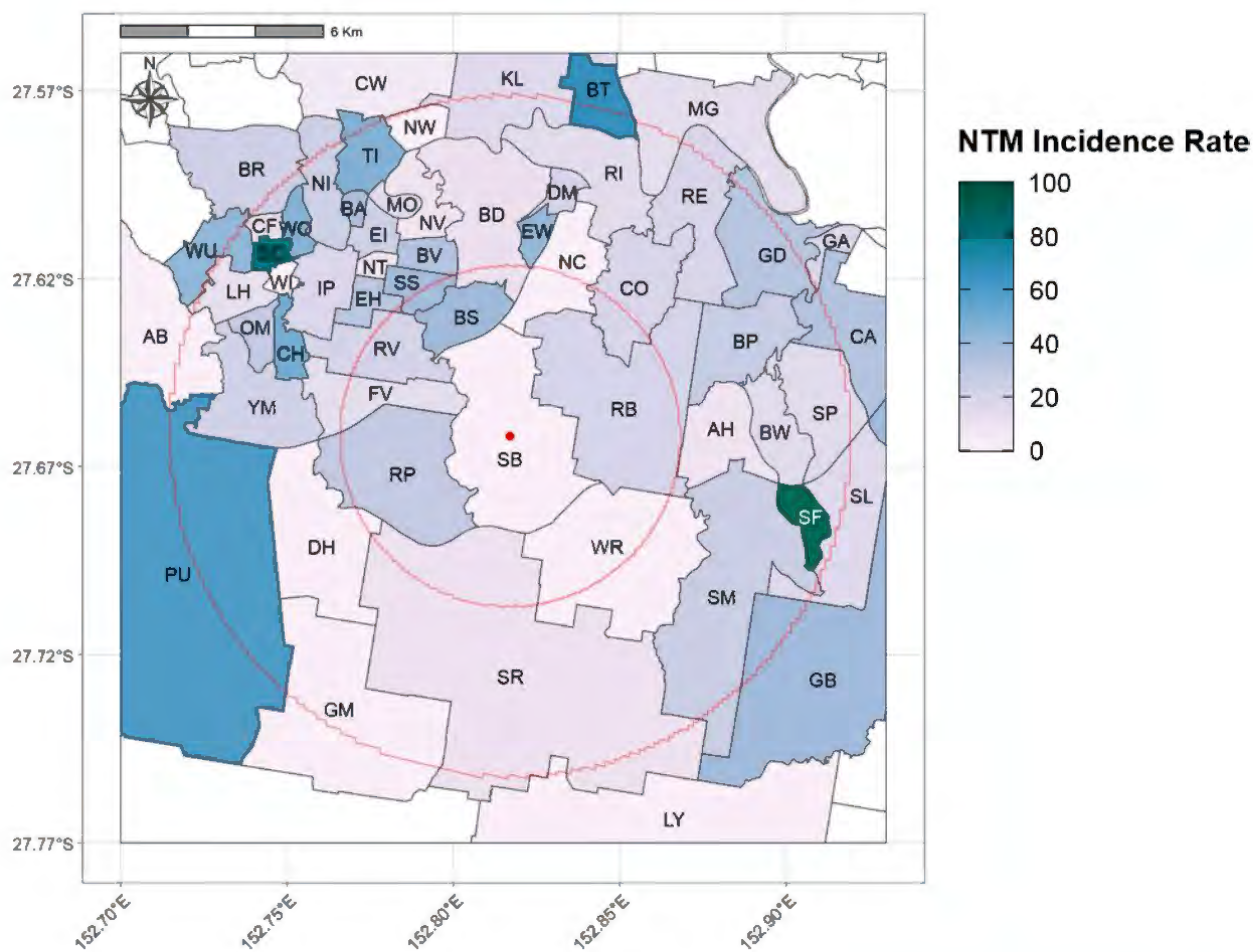 6 Km
N
27.57°S
27.62°S
27.67°S
27.72°S
27.77°S
152.70°E
152.75°E
152.80°E
152.85°E
152.90°E
CW
KL
BT
MG
NW
TI
BR
NI
RI
DM
RE
BA
MO
BD
CF
WO
EI
NV
EW
GA
WU
BV
NC
GD
NT
LH
IP
SS
CO
EH
BS
OM
AB
RV
BP
CA
CH
FV
YM
RB
SP
AH
BW
SB
RP
SL
SF
DH
WR
PU
SM
SR
GB
GM
LY
NTM Incidence Rate
100
80
60
40
20
0